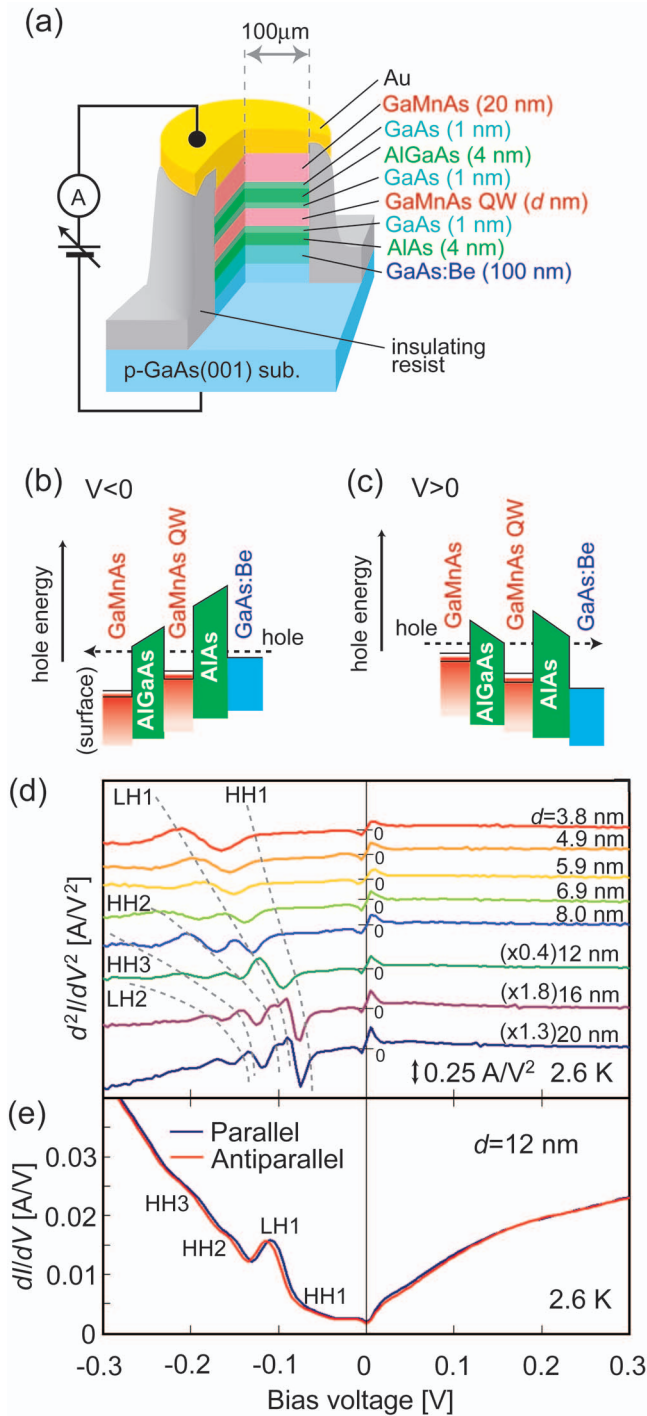 (a)
100μm
Au
GaMnAs (20 nm)
GaAs (1 nm)
AlGaAs (4 nm)
GaAs (1 nm)
GaMnAs QW (d nm)
GaAs (1 nm)
AlAs (4 nm)
GaAs:Be (100 nm)
A
insulating
resist
p-GaAs(001) sub.
(b) V<0
hole energy
(surface)
GaMnAs
AlGaAs
GaMnAs QW
AlAs
GaAs:Be
hole
(c) V>0
hole energy
hole
GaMnAs
AlGaAs
GaMnAs QW
AlAs
GaAs:Be
(d)
d²I/dV² [A/V²]
LH1
HH1
HH2
HH3
LH2
d=3.8 nm
0
4.9 nm
0
5.9 nm
0
6.9 nm
0
8.0 nm
0
(x0.4)12 nm
0
(x1.8)16 nm
0
(x1.3)20 nm
0
0.25 A/V² 2.6 K
(e)
dI/dV [A/V]
0.03
0.02
0.01
0
Parallel
Antiparallel
d=12 nm
HH3
HH2
LH1
HH1
2.6 K
-0.3 -0.2 -0.1 0 0.1 0.2 0.3
Bias voltage [V]